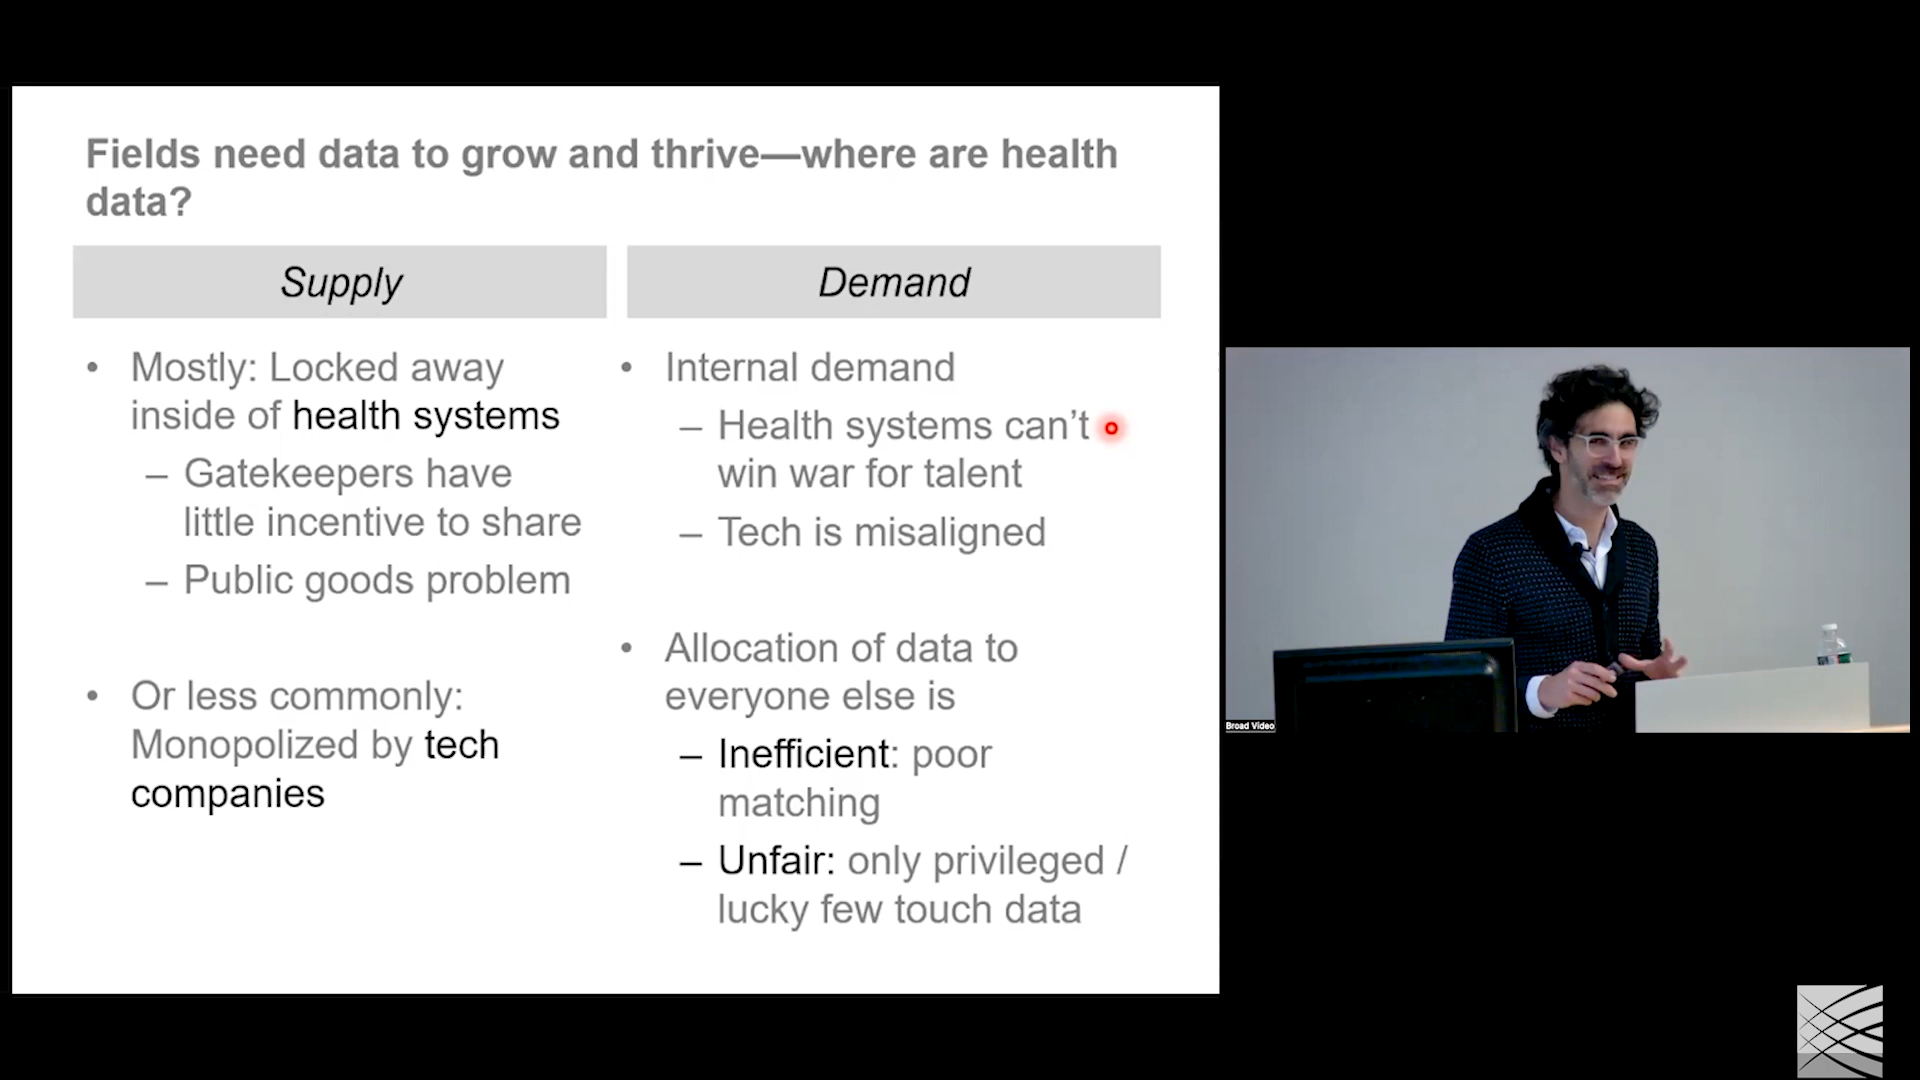 Fields need data to grow and thrive—where are health
data?
Supply
• Mostly: Locked away
inside of health systems
– Gatekeepers have
little incentive to share
– Public goods problem
• Or less commonly:
Monopolized by tech
companies
Demand
• Internal demand
– Health systems can’t
win war for talent
– Tech is misaligned
• Allocation of data to
everyone else is
– Inefficient: poor
matching
– Unfair: only privileged /
lucky few touch data
Broad Video